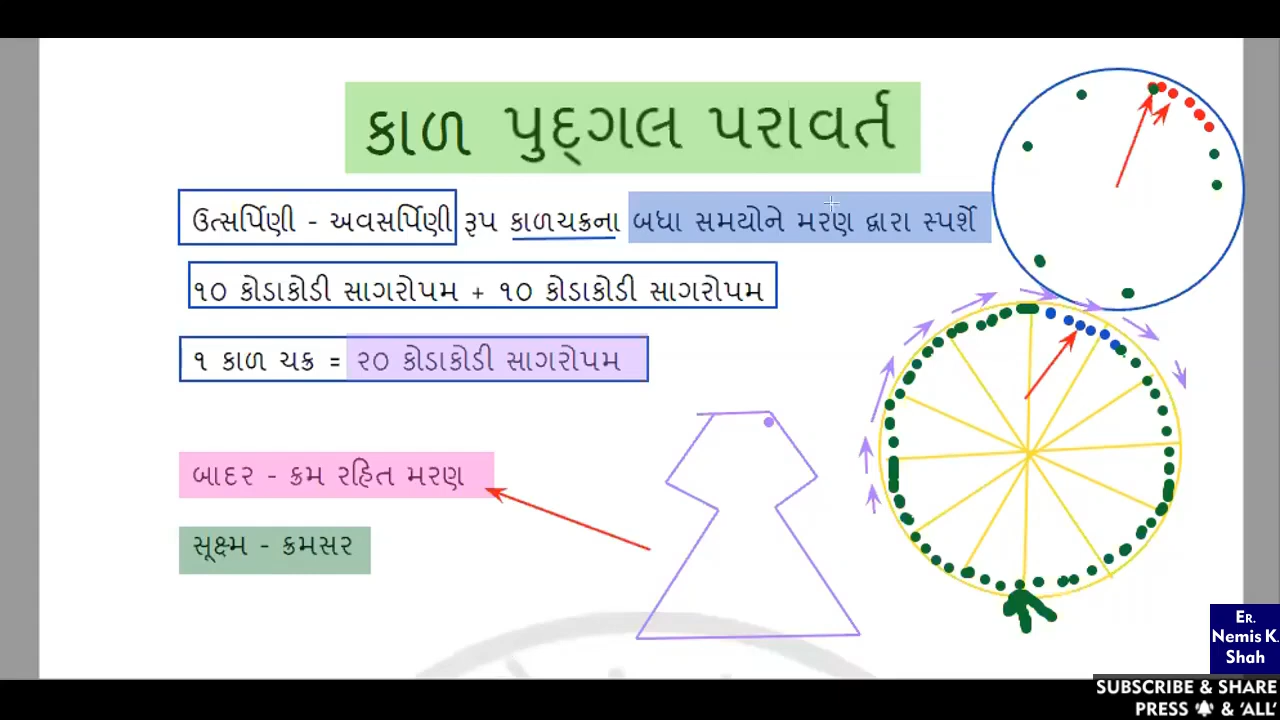 કાળ પુદ્ગલ પરાવર્ત
ઉત્સર્પિણી - અવસર્પિણી રૂપ કાળચક્રના બધા સમયોને મરણ દ્વારા સ્પર્શે
૧૦ કોડાકોડી સાગરોપમ + ૧૦ કોડાકોડી સાગરોપમ
૧ કાળ ચક્ર = ૨૦ કોડાકોડી સાગરોપમ
બાદર - ક્રમ રહિત મરણ
સૂક્ષ્મ - ક્રમસર
ER.
Nemis K.
Shah
SUBSCRIBE & SHARE
PRESS 🔔 & 'ALL'